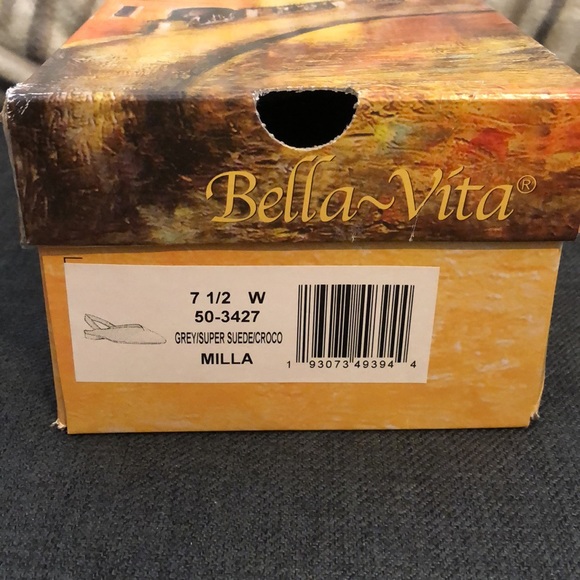 Bella~Vita®
7 1/2 W
50-3427
GREY/SUPER SUEDE/CROCO
MILLA
1 93073 49394 4